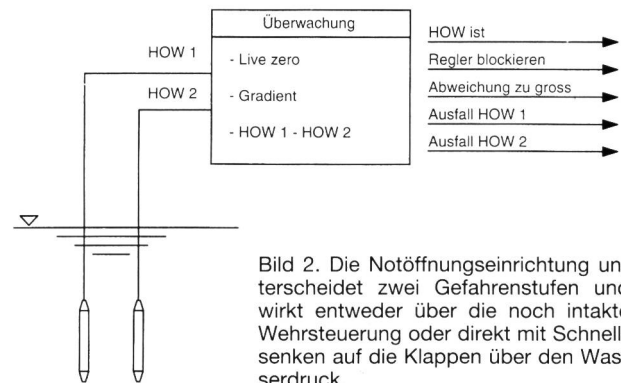 Überwachung
HOW 1
- Live zero
HOW 2
- Gradient
- HOW 1 - HOW 2
HOW ist
Regler blockieren
Abweichung zu gross
Ausfall HOW 1
Ausfall HOW 2
Bild 2. Die Notöffnungseinrichtung un-
terscheidet zwei Gefahrenstufen und
wirkt entweder über die noch intakte
Wehrsteuerung oder direkt mit Schnell-
senken auf die Klappen über den Was-
serdruck.